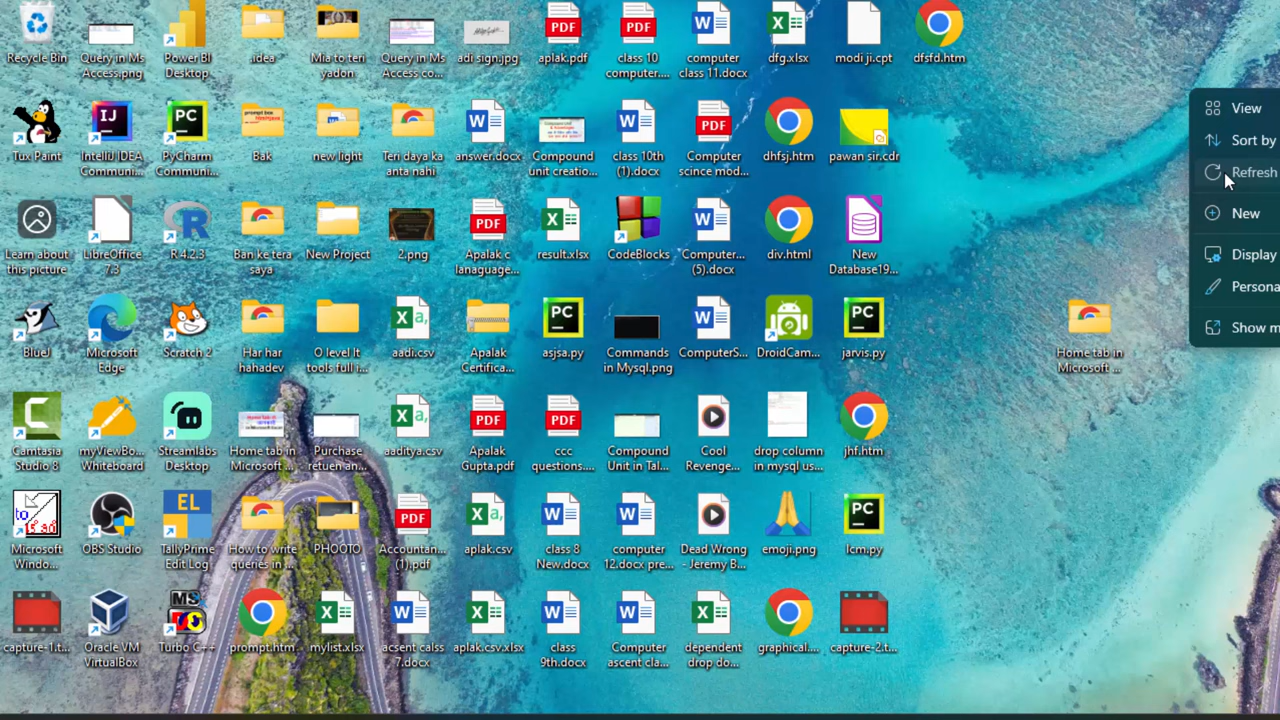 Recycle Bin
Query in Ms
Access.png
Power BI
Desktop
.idea
Mia to teri
yadon
Query in Ms
Access co...
adi sign.jpg
aplak.pdf
class 10
computer....
computer
class 11.docx
dfg.xlsx
modi ji.cpt
dfsfd.htm
View
Sort by
Refresh
New
Display
Persona
Show m
Tux Paint
IntelliJ IDEA
Communi...
PyCharm
Communi...
Bak
new light
Teri daya ka
anta nahi
answer.docx
Compound
unit creatio...
class 10th
(1).docx
Computer
scince mod...
dhfsj.htm
pawan sir.cdr
Learn about
this picture
LibreOffice
7.3
R 4.2.3
Ban ke tera
saya
New Project
2.png
Apalak c
lanaguage...
result.xlsx
CodeBlocks
Computer...
(5).docx
div.html
New
Database19...
BlueJ
Microsoft
Edge
Scratch 2
Har har
hahadev
O level It
tools full i...
aadi.csv
Apalak
Certifica...
asjsa.py
Commands
in Mysql.png
ComputerS...
DroidCam...
jarvis.py
Home tab in
Microsoft ...
Camtasia
Studio 8
myViewBo...
Whiteboard
Streamlabs
Desktop
Home tab in
Microsoft ...
Purchase
retuen an...
aaditya.csv
Apalak
Gupta.pdf
ccc
questions....
Compound
Unit in Tal...
Cool
Revenge...
drop column
in mysql us...
jhf.htm
Microsoft
Windo...
OBS Studio
TallyPrime
Edit Log
How to write
queries in ...
PHOOTO
Accountan...
(1).pdf
aplak.csv
class 8
New.docx
computer
12.docx pre...
Dead Wrong
- Jeremy B...
emoji.png
lcm.py
capture-1.t...
Oracle VM
VirtualBox
Turbo C++
prompt.htm
mylist.xlsx
acsent calss
7.docx
aplak.csv.xlsx
class
9th.docx
Computer
ascent cla...
dependent
drop do...
graphical....
capture-2.t...